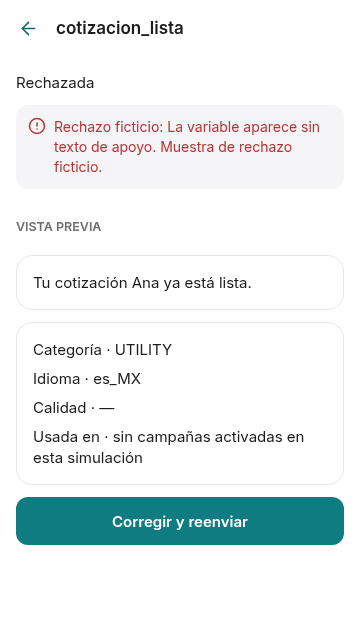 cotizacion_lista
Rechazada
Rechazo ficticio: La variable aparece sin
texto de apoyo. Muestra de rechazo
ficticio.
VISTA PREVIA
Tu cotización Ana ya está lista.
Categoría · UTILITY
Idioma · es_MX
Calidad · —
Usada en · sin campañas activadas en
esta simulación
Corregir y reenviar